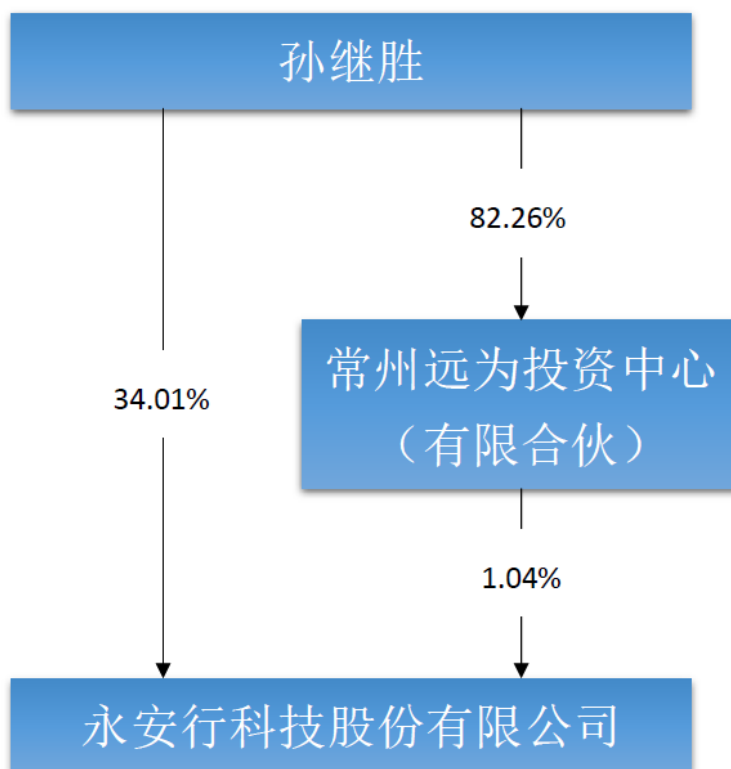 孙继胜
82.26%
常州远为投资中心
（有限合伙）
34.01%
1.04%
永安行科技股份有限公司